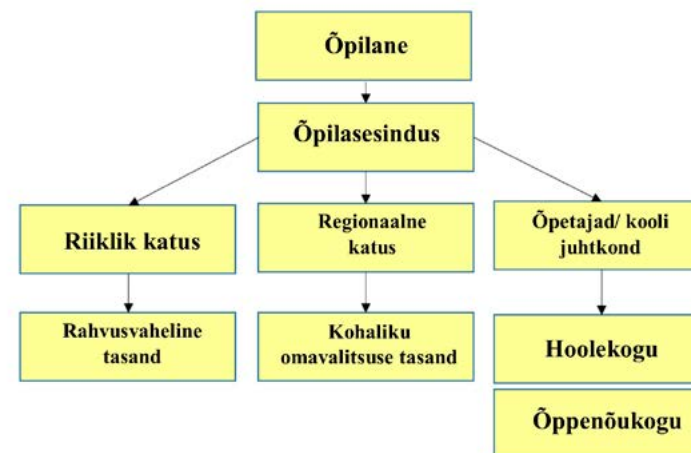 Õpilane
Õpilasesindus
Riiklik katus
Regionaalne
katus
Õpetajad/ kooli
juhtkond
Rahvusvaheline
tasand
Kohaliku
omavalitsuse tasand
Hoolekogu
Õppenõukogu